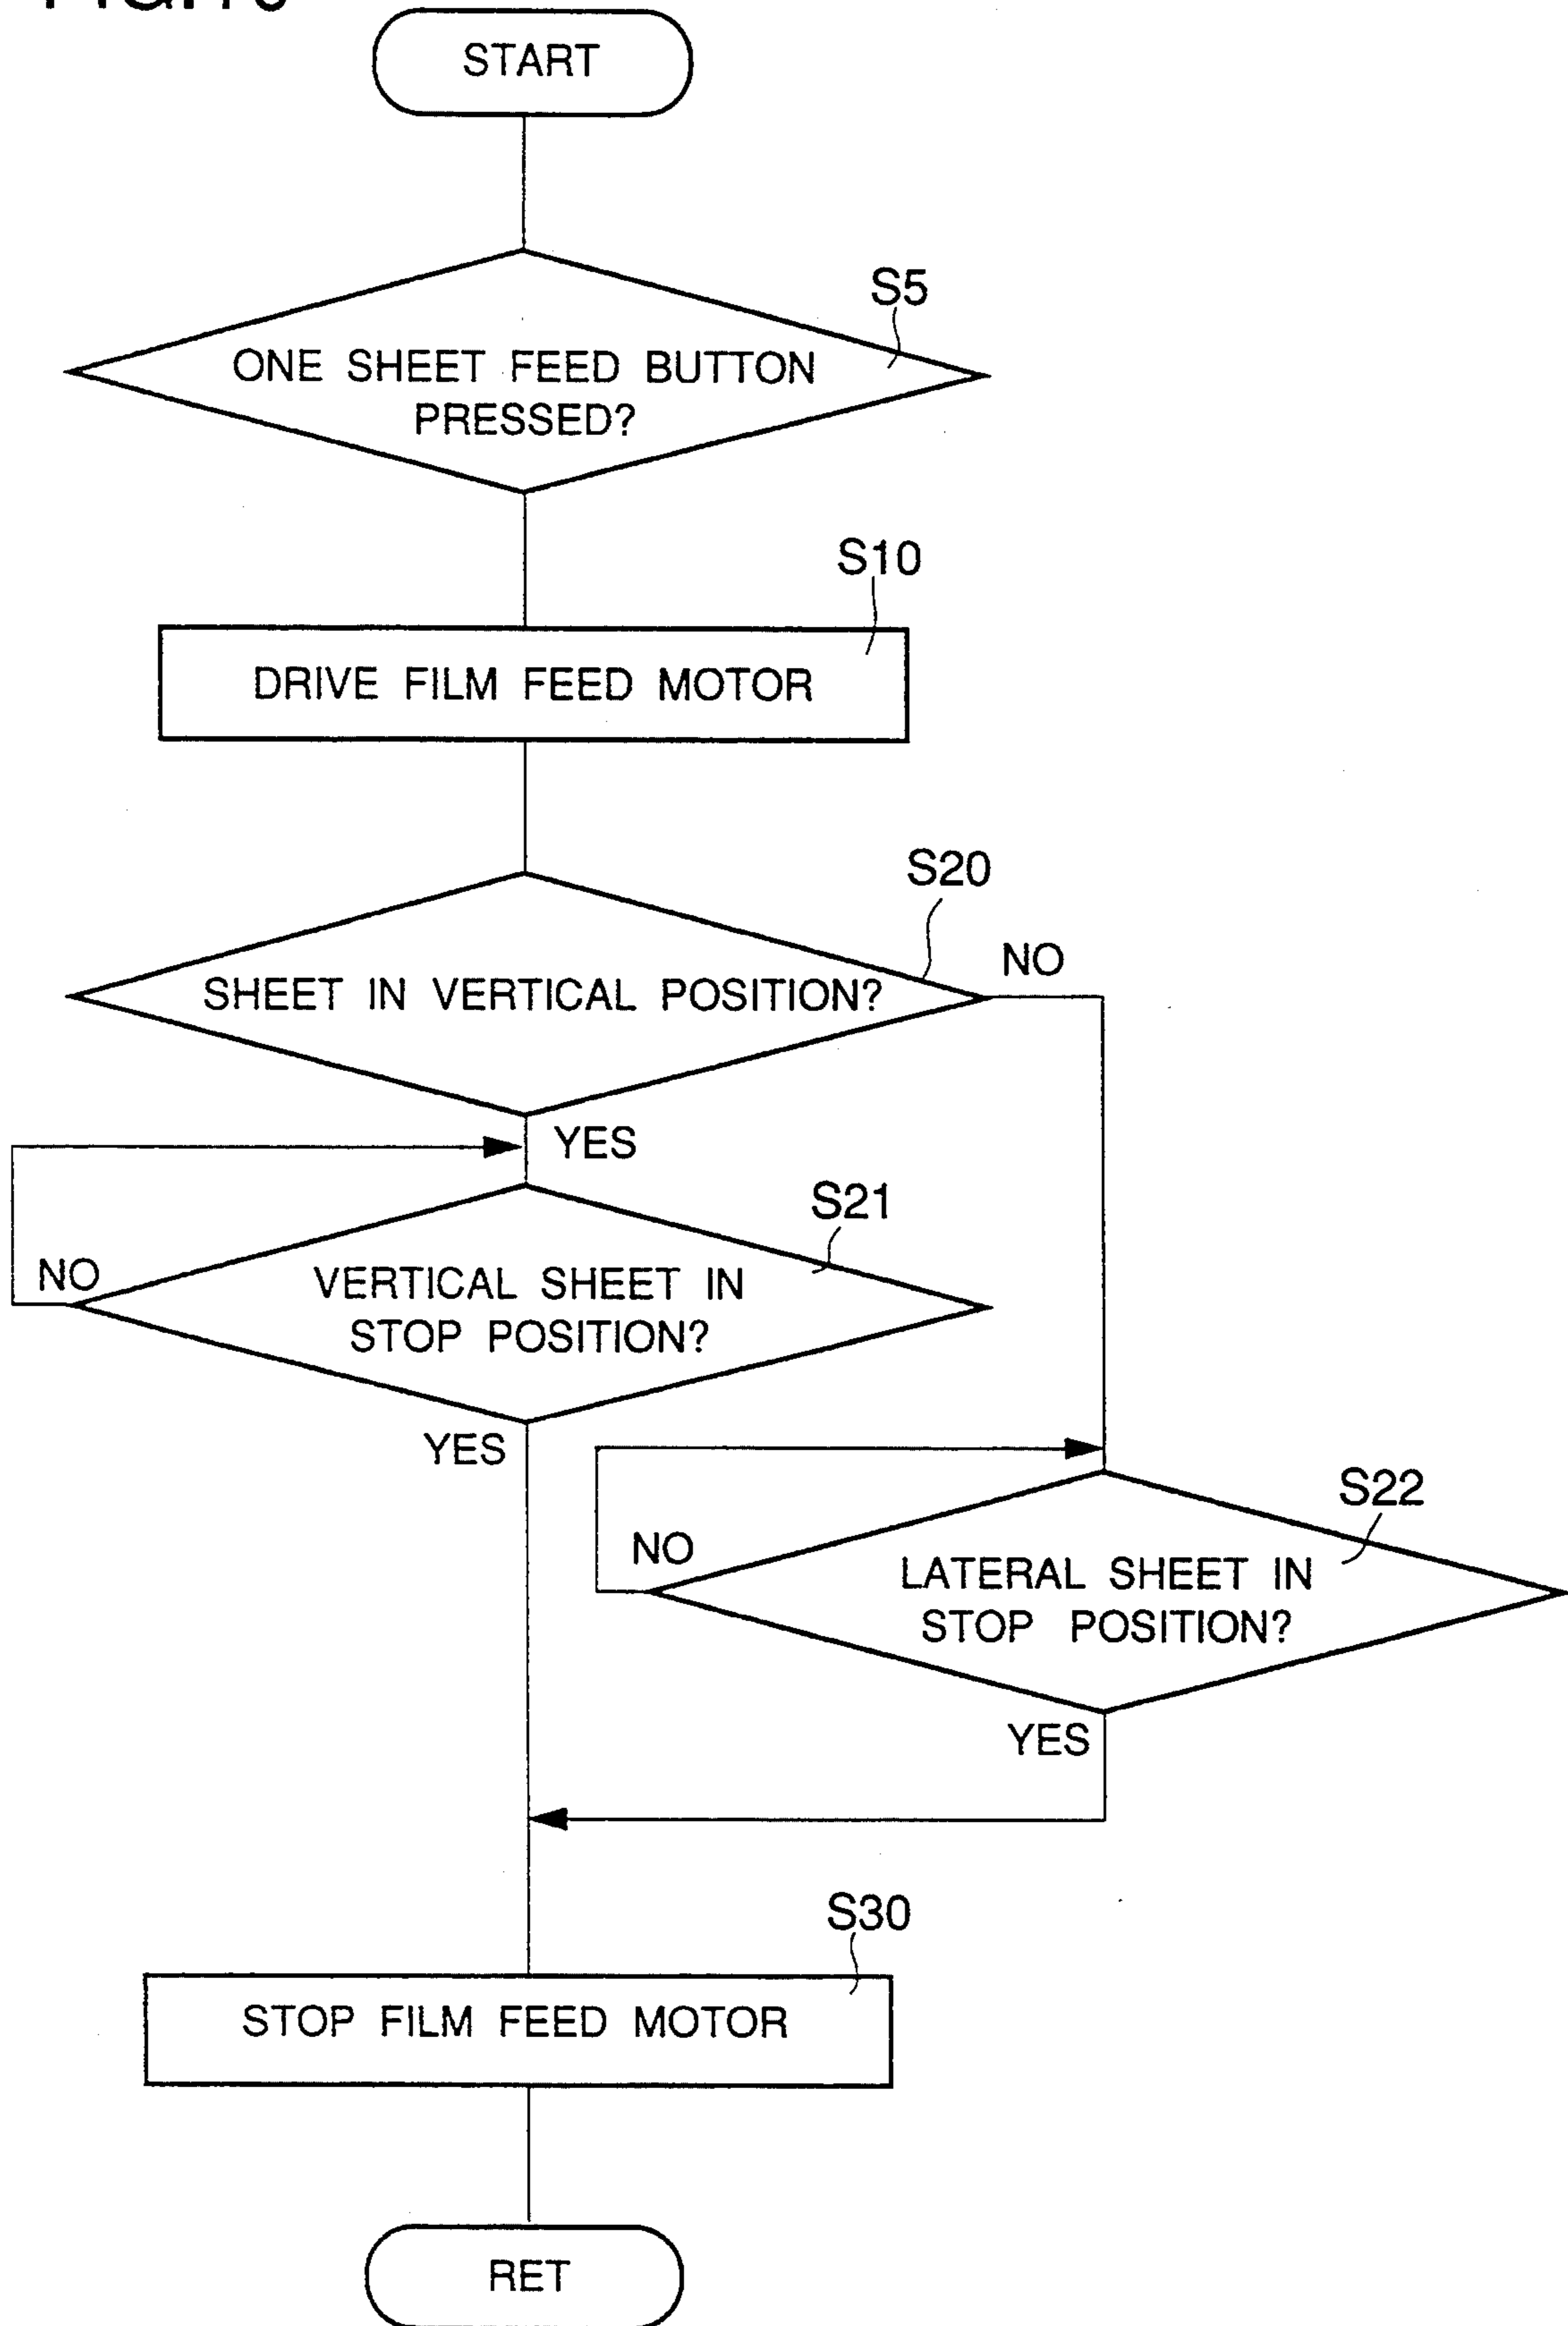 START
S5
ONE SHEET FEED BUTTON
PRESSED?
S10
DRIVE FILM FEED MOTOR
S20
NO
SHEET IN VERTICAL POSITION?
YES
S21
NO
VERTICAL SHEET IN
STOP POSITION?
YES
S22
NO
LATERAL SHEET IN
STOP POSITION?
YES
S30
STOP FILM FEED MOTOR
RET